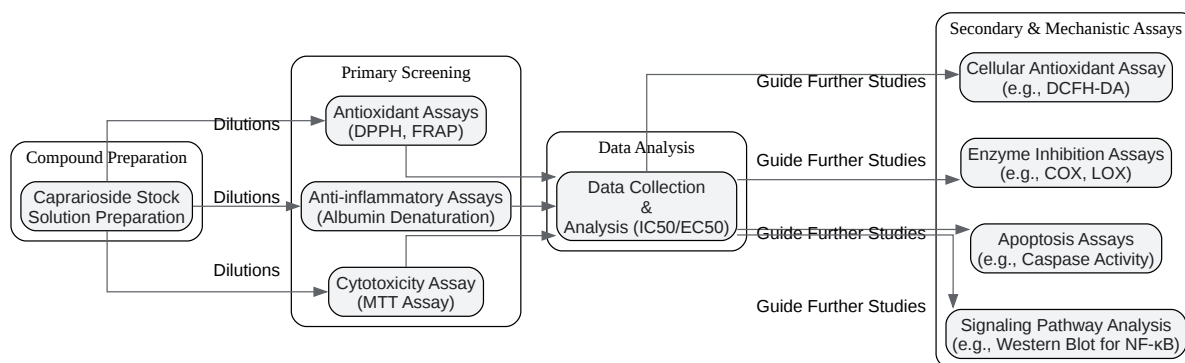 Compound Preparation
Caprarioside Stock
Solution Preparation
Dilutions
Dilutions
Dilutions
Primary Screening
Antioxidant Assays
(DPPH, FRAP)
Anti-inflammatory Assays
(Albumin Denaturation)
Cytotoxicity Assay
(MTT Assay)
Data Analysis
Data Collection
&
Analysis (IC50/EC50)
Guide Further Studies
Guide Further Studies
Guide Further Studies
Guide Further Studies
Secondary & Mechanistic Assays
Cellular Antioxidant Assay
(e.g., DCFH-DA)
Enzyme Inhibition Assays
(e.g., COX, LOX)
Apoptosis Assays
(e.g., Caspase Activity)
Signaling Pathway Analysis
(e.g., Western Blot for NF-κB)